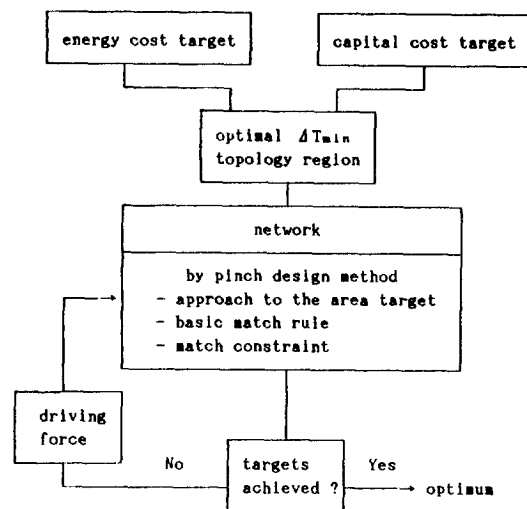 energy cost target
capital cost target
optimal ΔTmin
topology region
network
by pinch design method
- approach to the area target
- basic match rule
- match constraint
driving
force
No
targets
achieved ?
Yes
optimum